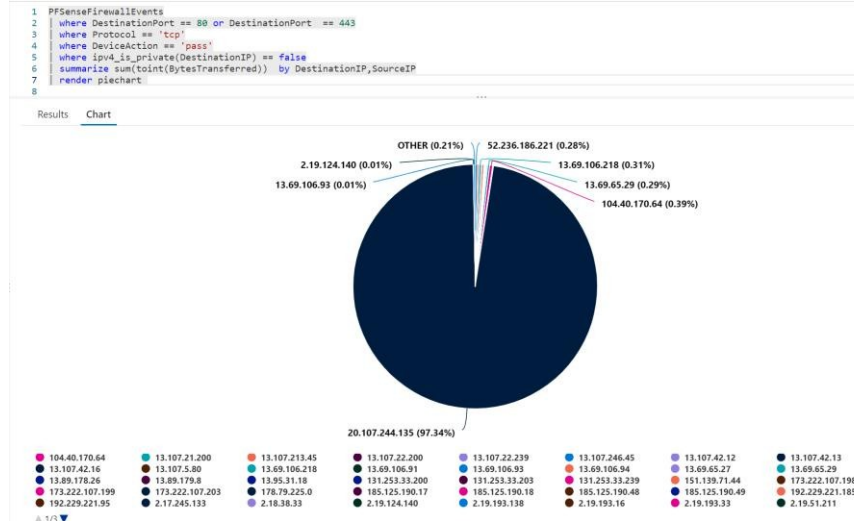 1 PFSenseFirewallEvents
2 | where DestinationPort == 80 or DestinationPort == 443
3 | where Protocol == 'tcp'
4 | where DeviceAction == 'pass'
5 | where ipv4_is_private(DestinationIP) == false
6 | summarize sum(toint(BytesTransferred)) by DestinationIP,SourceIP
7 | render piechart
8
...
Results Chart
OTHER (0.21%) 52.236.186.221 (0.28%)
2.19.124.140 (0.01%) 13.69.106.218 (0.31%)
13.69.106.93 (0.01%) 13.69.65.29 (0.29%)
104.40.170.64 (0.39%)
20.107.244.135 (97.34%)
104.40.170.64 13.107.21.200 13.107.213.45 13.107.22.200 13.107.22.239 13.107.246.45 13.107.42.12 13.107.42.13
13.107.42.16 13.107.5.80 13.69.106.218 13.69.106.91 13.69.106.93 13.69.106.94 13.69.65.27 13.69.65.29
13.89.178.26 13.89.179.8 13.95.31.18 131.253.33.200 131.253.33.203 131.253.33.239 151.139.71.44 173.222.107.198
173.222.107.199 173.222.107.203 178.79.225.0 185.125.190.17 185.125.190.18 185.125.190.48 185.125.190.49 192.229.221.185
192.229.221.95 2.17.245.133 2.18.38.33 2.19.124.140 2.19.193.138 2.19.193.16 2.19.193.33 2.19.51.211
1/3